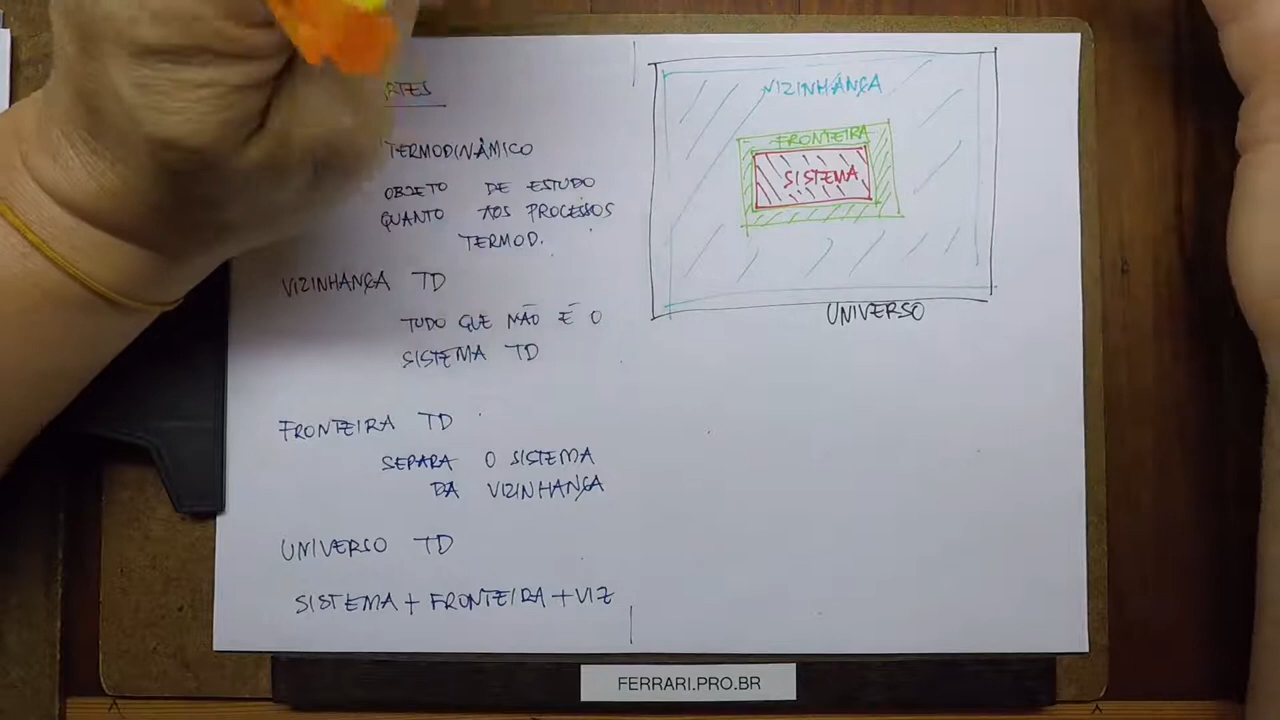 TERMODINÂMICO
OBJETO DE ESTUDO
QUANTO AOS PROCESSOS
TERMOD.
VIZINHANÇA TD
TUDO QUE NÃO É O
SISTEMA TD
FRONTEIRA TD
SEPARA O SISTEMA
DA VIZINHANÇA
UNIVERSO TD
SISTEMA + FRONTEIRA + VIZ
VIZINHANÇA
FRONTEIRA
SISTEMA
UNIVERSO
FERRARI.PRO.BR